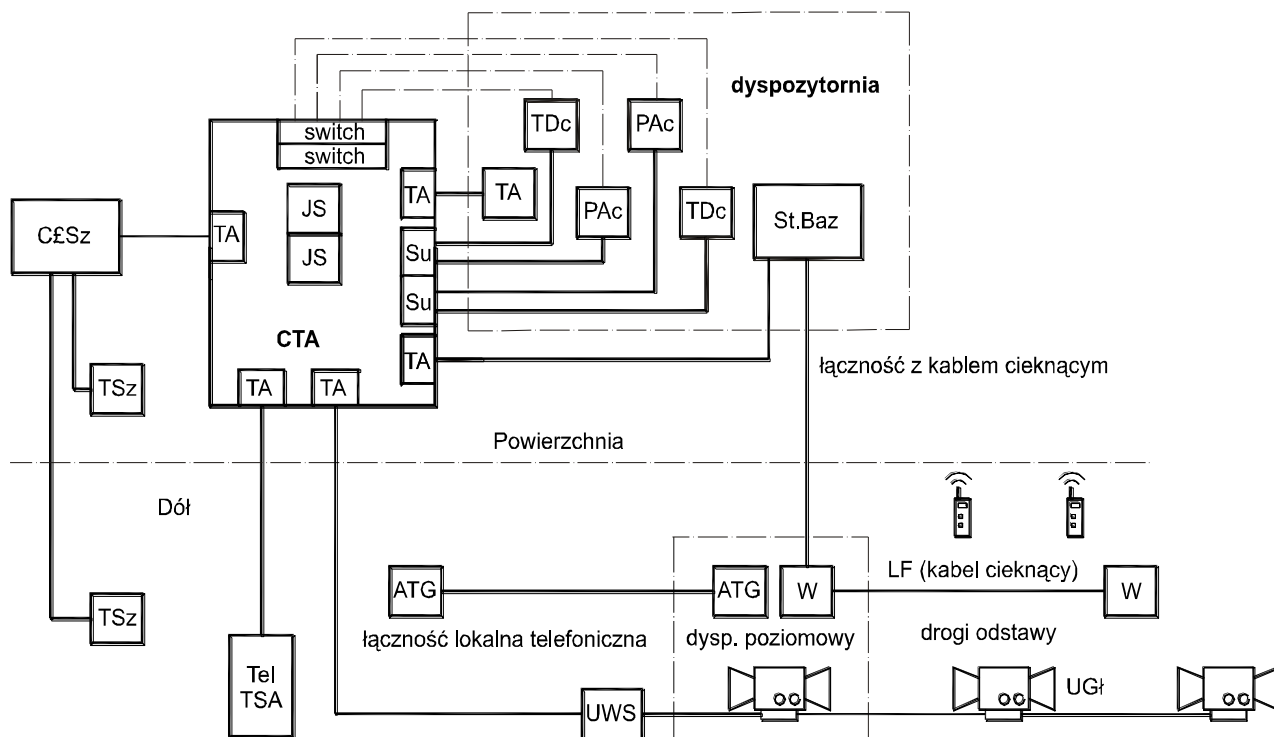 dyspozytornia
switch
switch
TDc
PAc
TA
TA
JS
PAc
TDc
St.Baz
C£Sz
TA
Su
JS
Su
CTA
TA
łączność z kablem cieknącym
TSz
TA
TA
Powierzchnia
Dół
LF (kabel cieknący)
ATG
ATG
W
W
TSz
łączność lokalna telefoniczna
dysp. poziomowy
drogi odstawy
Tel
TSA
UWS
UGł